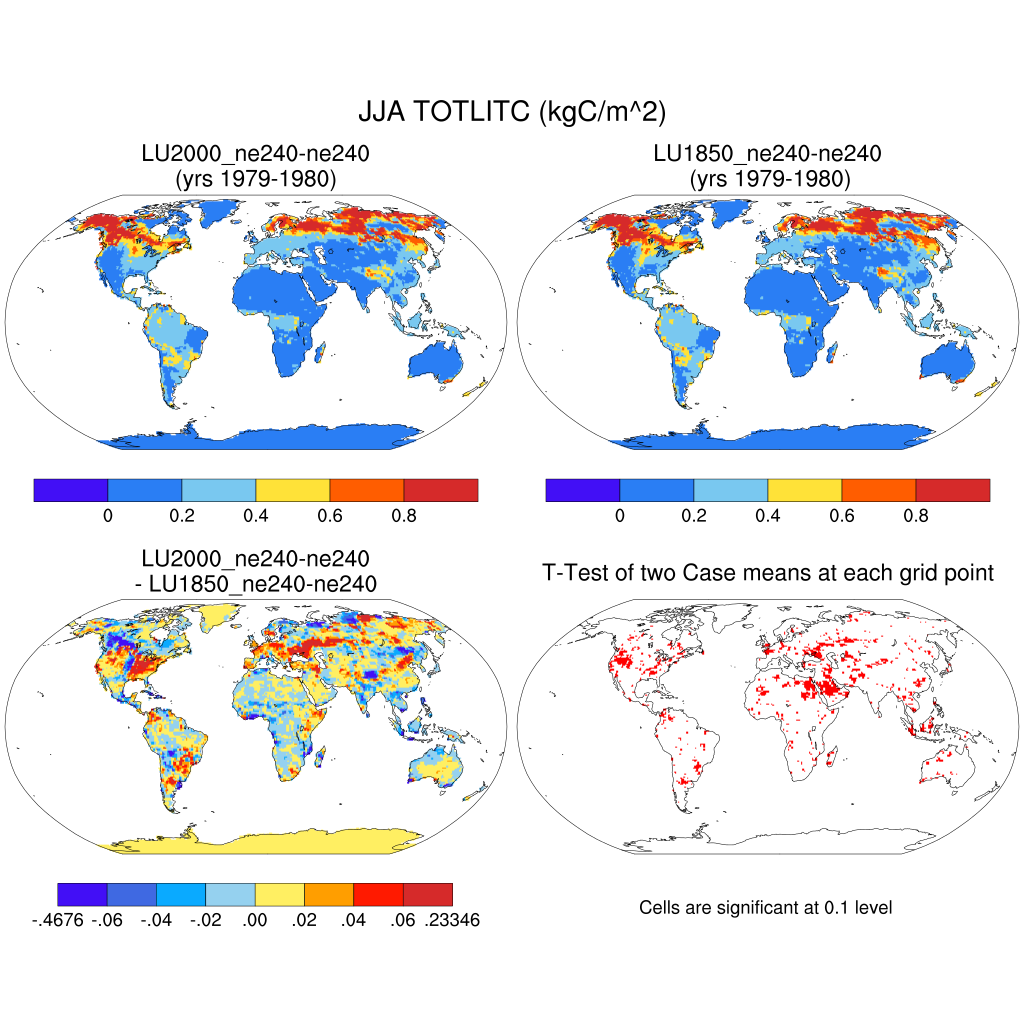 JJA TOTLITC (kgC/m^2)
LU2000_ne240-ne240
(yrs 1979-1980)
LU1850_ne240-ne240
(yrs 1979-1980)
0 0.2 0.4 0.6 0.8
0 0.2 0.4 0.6 0.8
LU2000_ne240-ne240
- LU1850_ne240-ne240
T-Test of two Case means at each grid point
-.4676 -.06 -.04 -.02 .00 .02 .04 .06 .23346
Cells are significant at 0.1 level